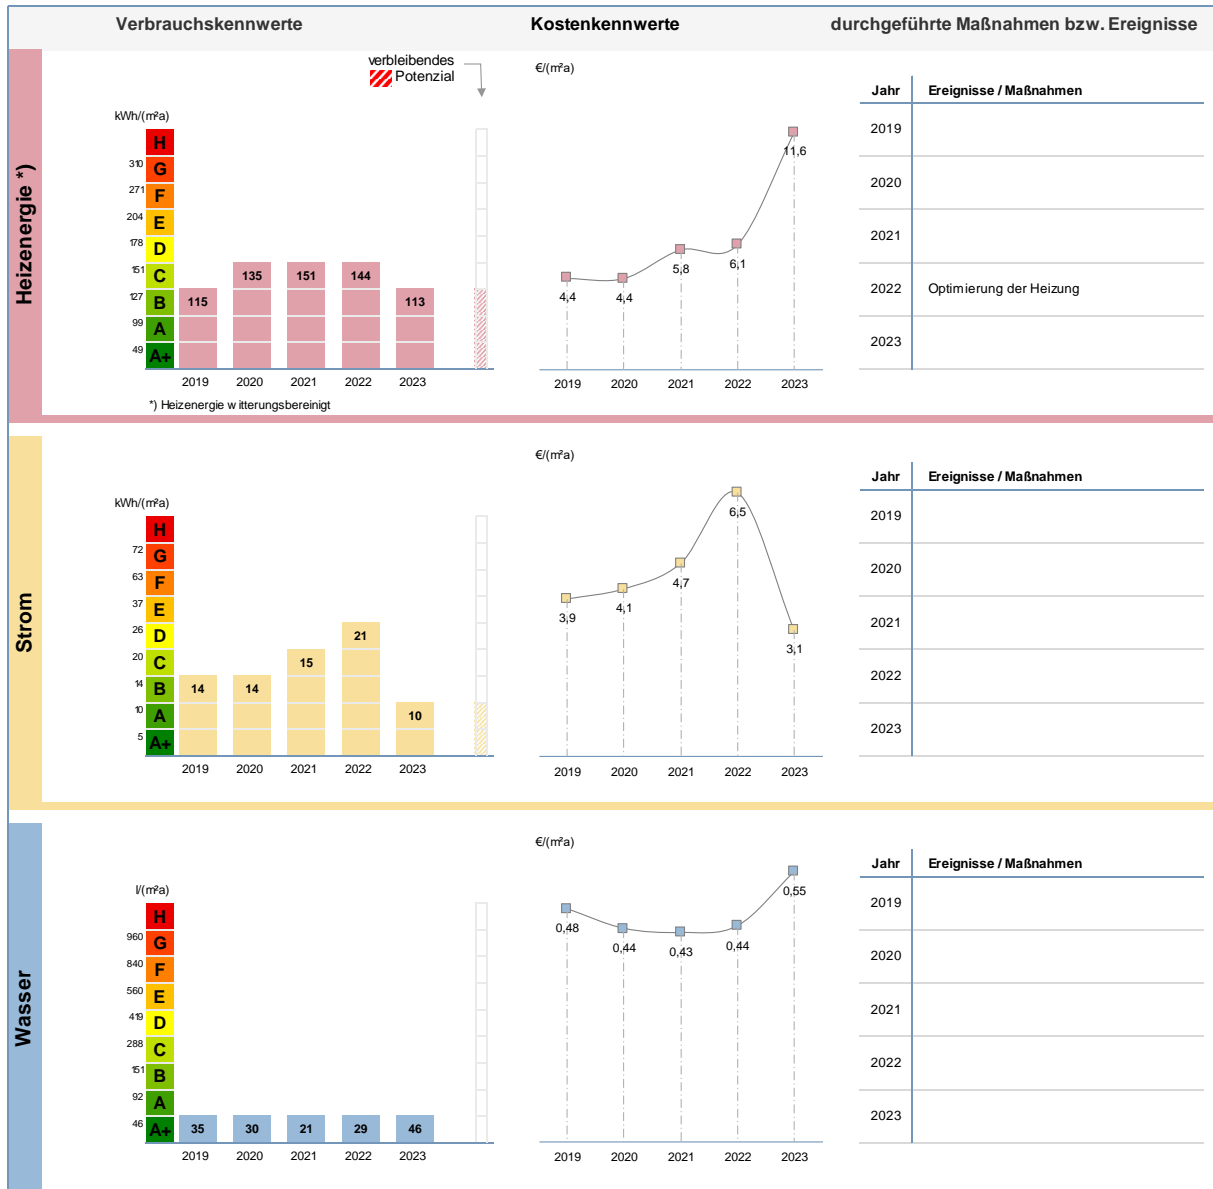 Verbrauchskennwerte
Kostenkennwerte
durchgeführte Maßnahmen bzw. Ereignisse
Heizenergie *)
verbleibendes
Potenzial
kWh/(m²a)
H
310
G
271
F
204
E
178
D
151
C
127
B
99
A
49
A+
115
135
151
144
113
2019 2020 2021 2022 2023
*) Heizenergie witterungsbereinigt
€/(m²a)
4,4
4,4
5,8
6,1
11,6
2019 2020 2021 2022 2023
Jahr Ereignisse / Maßnahmen
2019
2020
2021
2022 Optimierung der Heizung
2023
Strom
kWh/(m²a)
H
72
G
63
F
37
E
26
D
20
C
14
B
10
A
5
A+
14
14
15
21
10
2019 2020 2021 2022 2023
€/(m²a)
3,9
4,1
4,7
6,5
3,1
2019 2020 2021 2022 2023
Jahr Ereignisse / Maßnahmen
2019
2020
2021
2022
2023
Wasser
l/(m²a)
H
960
G
840
F
560
E
419
D
288
C
151
B
92
A
46
A+
35
30
21
29
46
2019 2020 2021 2022 2023
€/(m²a)
0,48
0,44
0,43
0,44
0,55
2019 2020 2021 2022 2023
Jahr Ereignisse / Maßnahmen
2019
2020
2021
2022
2023